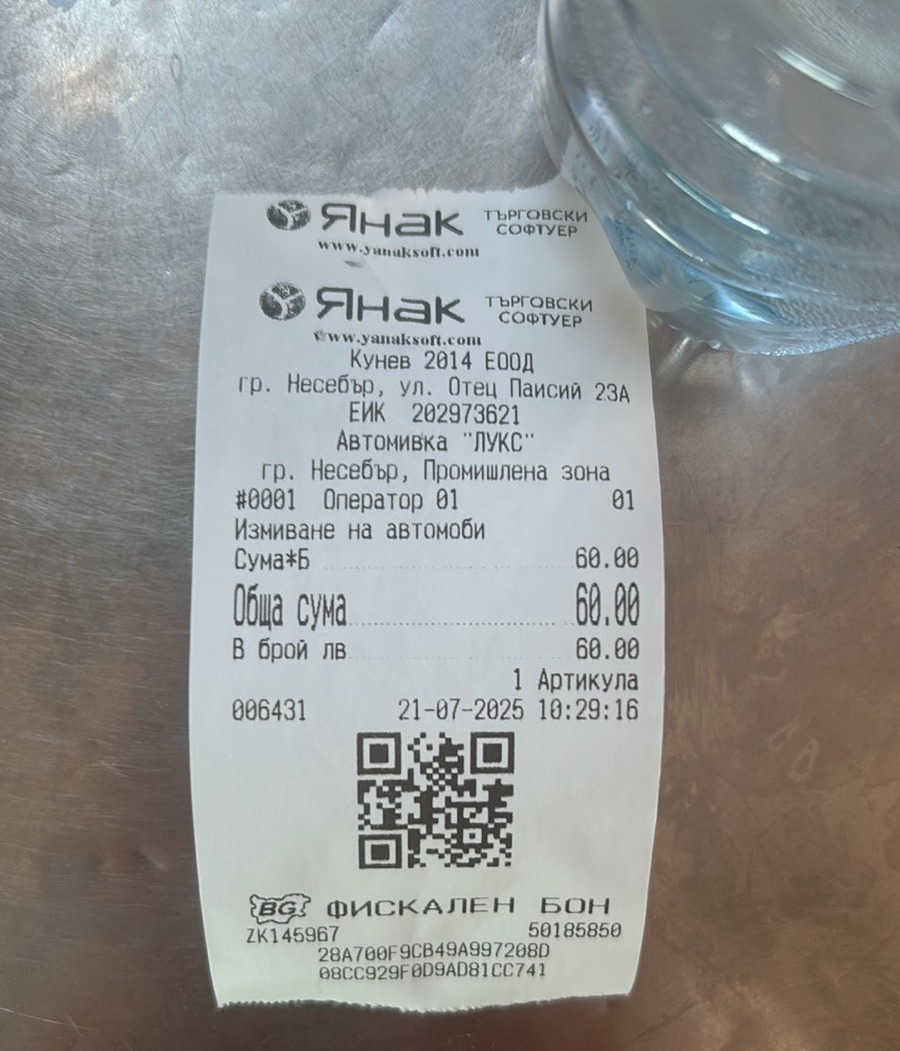 Янак ТЪРГОВСКИ СОФТУЕР
www.yanaksoft.com
Янак ТЪРГОВСКИ СОФТУЕР
www.yanaksoft.com
Кунев 2014 ЕООД
гр. Несебър, ул. Отец Паисий 23А
ЕИК 202973621
Автомивка "ЛУКС"
гр. Несебър, Промишлена зона
#0001 Оператор 01 01
Измиване на автомоби
Сума*Б 60.00
Обща сума 60.00
В брой лв 60.00
1 Артикула
006431 21-07-2025 10:29:16
BG ФИСКАЛЕН БОН
ZK145967 50185850
28A700F9CB49A997208D
08CC929F0D9AD81CC741